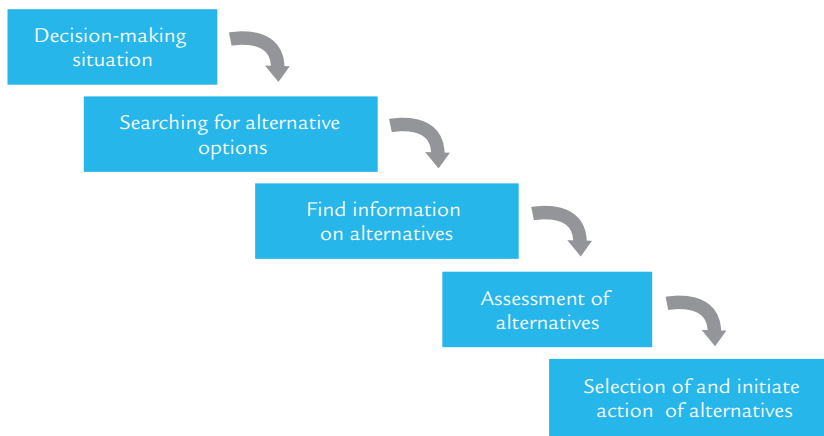 Decision-making
situation
Searching for alternative
options
Find information
on alternatives
Assessment of
alternatives
Selection of and initiate
action of alternatives